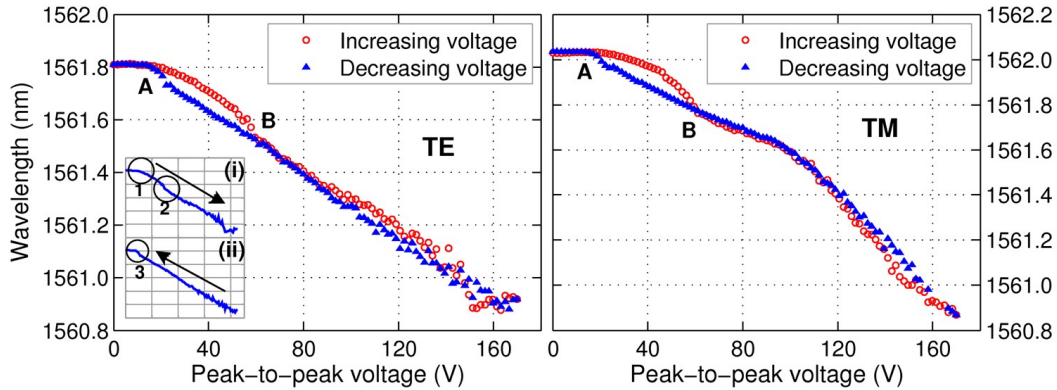 1562.0
1561.8
1561.6
1561.4
1561.2
1561.0
1560.8
Wavelength (nm)
Increasing voltage
Decreasing voltage
A
B
TE
(i)
1
2
(ii)
3
0 40 80 120 160
Peak−to−peak voltage (V)
Increasing voltage
Decreasing voltage
A
B
TM
1562.2
1562.0
1561.8
1561.6
1561.4
1561.2
1561.0
1560.8
0 40 80 120 160
Peak−to−peak voltage (V)